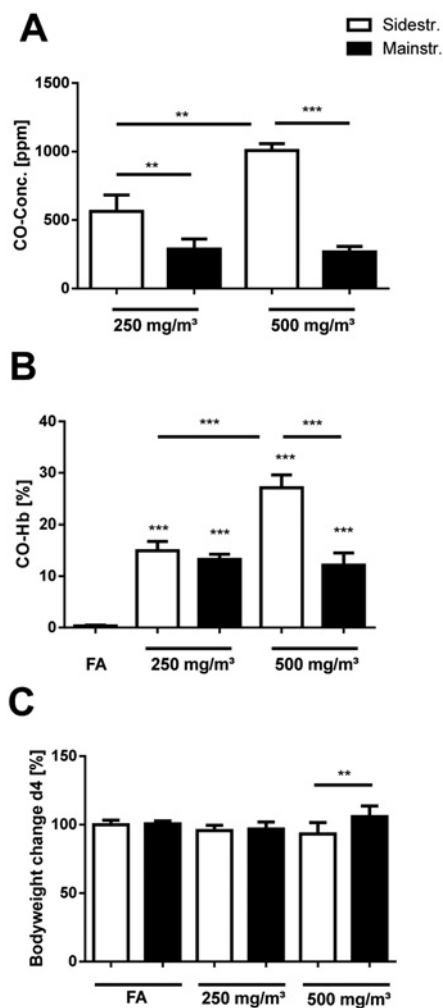 A
Sidestr.
Mainstr.
CO-Conc. [ppm]
1500
1000
500
0
**
**
***
250 mg/m³
500 mg/m³
B
CO-Hb [%]
40
30
20
10
0
***
***
***
***
***
***
FA
250 mg/m³
500 mg/m³
C
Bodyweight change d4 [%]
150
100
50
0
**
FA
250 mg/m³
500 mg/m³